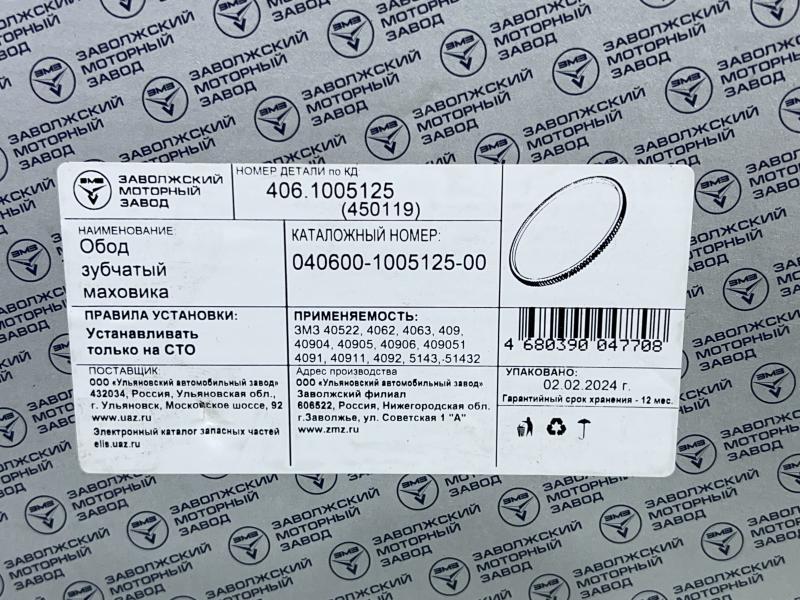 ЗМЗ
ЗАВОЛЖСКИЙ
МОТОРНЫЙ
ЗАВОД
НОМЕР ДЕТАЛИ по КД
406.1005125
(450119)
НАИМЕНОВАНИЕ:
Обод
зубчатый
маховика
КАТАЛОЖНЫЙ НОМЕР:
040600-1005125-00
ПРАВИЛА УСТАНОВКИ:
Устанавливать
только на СТО
ПРИМЕНЯЕМОСТЬ:
ЗМЗ 40522, 4062, 4063, 409,
40904, 40905, 40906, 409051
4091, 40911, 4092, 5143,-51432
4 680390 047708
ПОСТАВЩИК:
ООО «Ульяновский автомобильный завод»
432034, Россия, Ульяновская обл.,
г. Ульяновск, Московское шоссе, 92
www.uaz.ru
Электронный каталог запасных частей
elis.uaz.ru
Адрес производства
ООО «Ульяновский автомобильный завод»
Заволжский филиал
606522, Россия, Нижегородская обл.
г.Заволжье, ул. Советская 1 "А"
www.zmz.ru
УПАКОВАНО:
02.02.2024 г.
Гарантийный срок хранения - 12 мес.